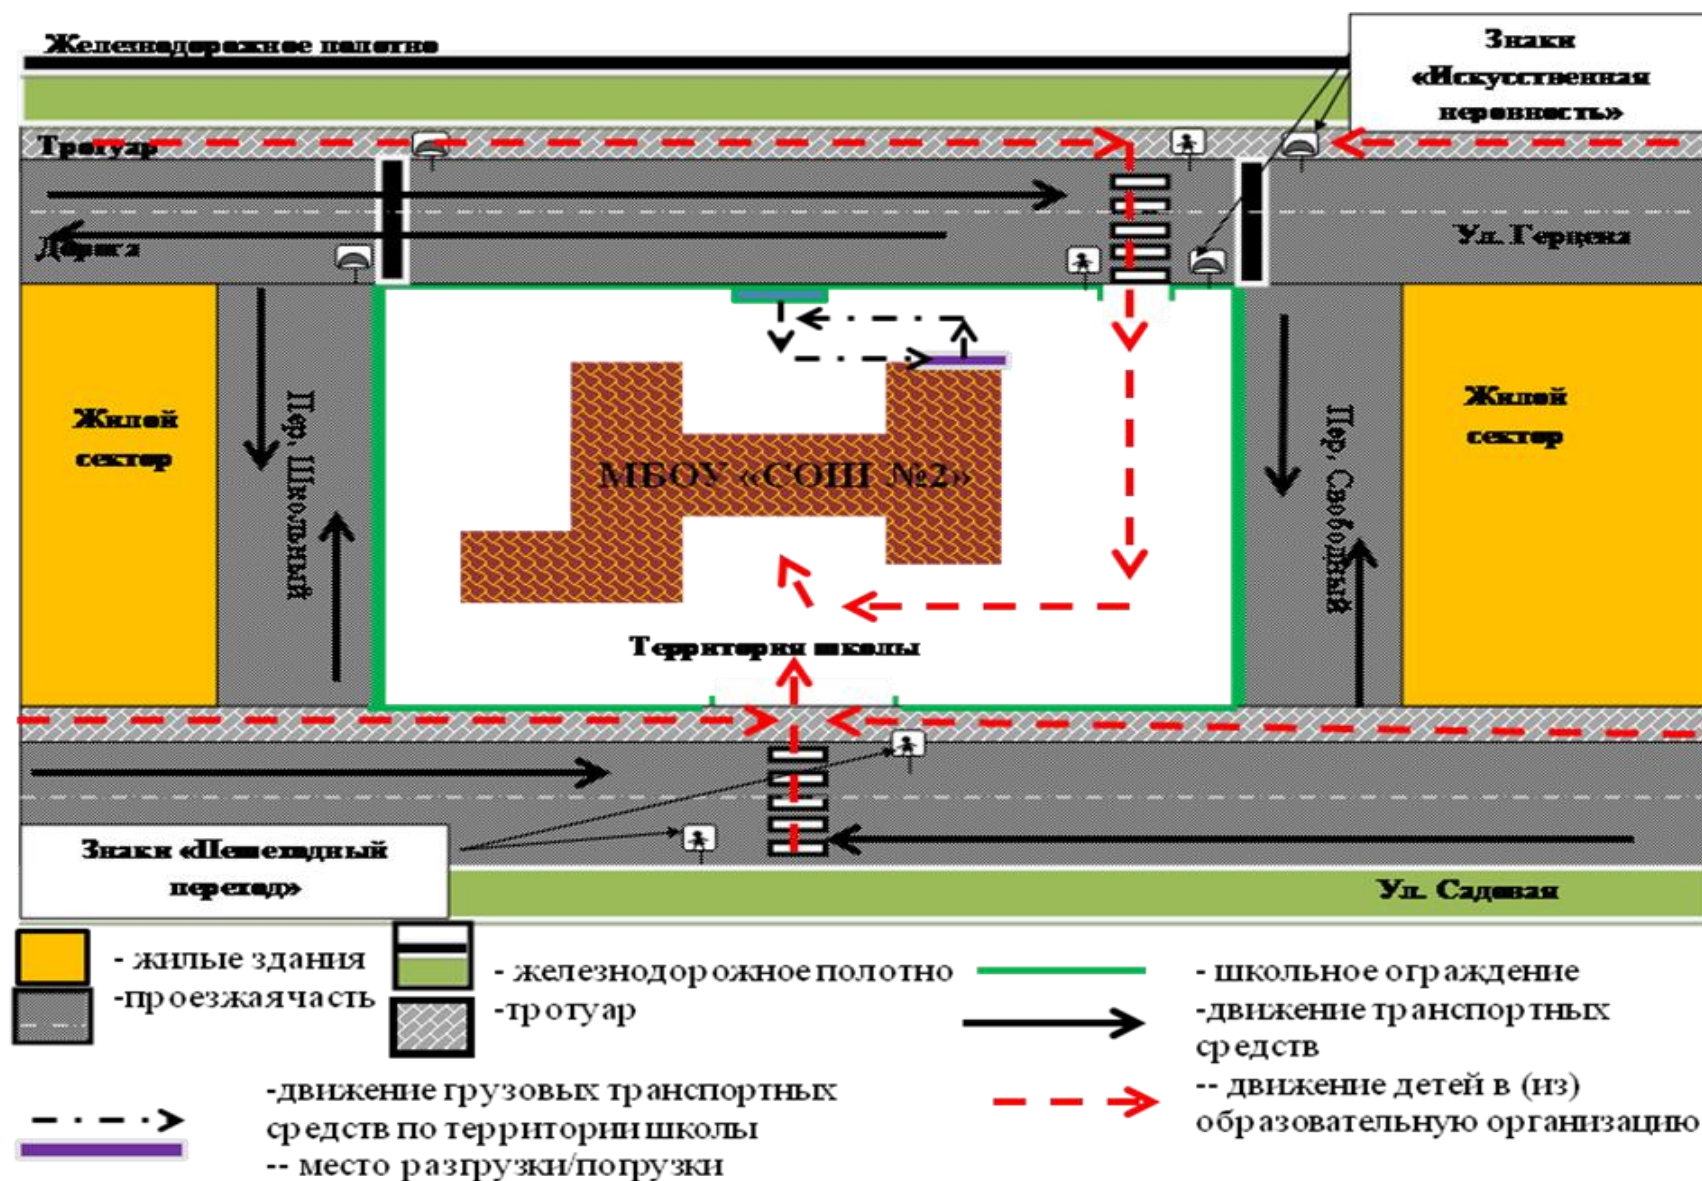 Железнодорожное полотно
Знаки
«Искусственная
неровность»
Тротуар
Дорога
Ул. Герцена
Жилой
сектор
Пер, Школьный
МБОУ «СОШ №2»
Пер, Свободный
Жилой
сектор
Территория школы
Знаки «Пешеходный
переход»
Ул. Садовая
- жилые здания
-проезжая часть
- железнодорожное полотно
-тротуар
- школьное ограждение
-движение транспортных
средств
-движение грузовых транспортных
средств по территории школы
-- место разгрузки/погрузки
-- движение детей в (из)
образовательную организацию